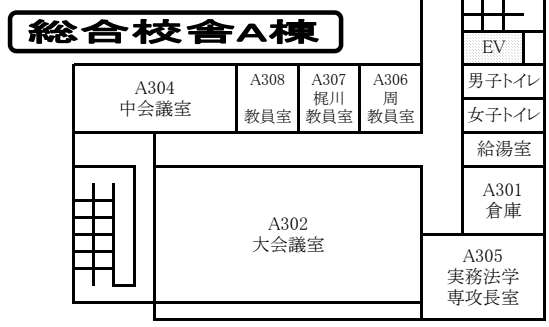 総合校舎A棟
EV
A304
中会議室
A308
教員室
A307
梶川
教員室
A306
周
教員室
男子トイレ
女子トイレ
給湯室
A301
倉庫
A302
大会議室
A305
実務法学
専攻長室